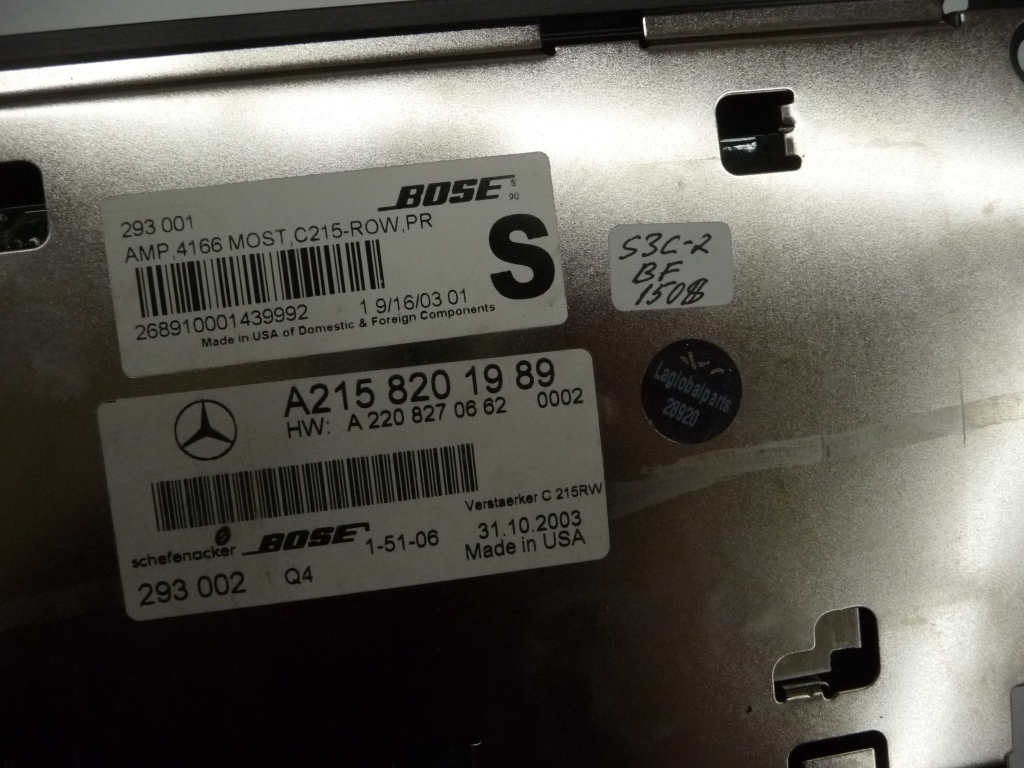 BOSE
S
90
293 001
AMP,4166 MOST,C215-ROW,PR
S
268910001439992
1 9/16/03 01
Made in USA of Domestic & Foreign Components
S3C-2
BF
1508
Laglobalparts
28920
A215 820 19 89
HW: A 220 827 06 62
0002
Verstaerker C 215RW
schefenacker
BOSE
1-51-06
31.10.2003
Made in USA
293 002
Q4